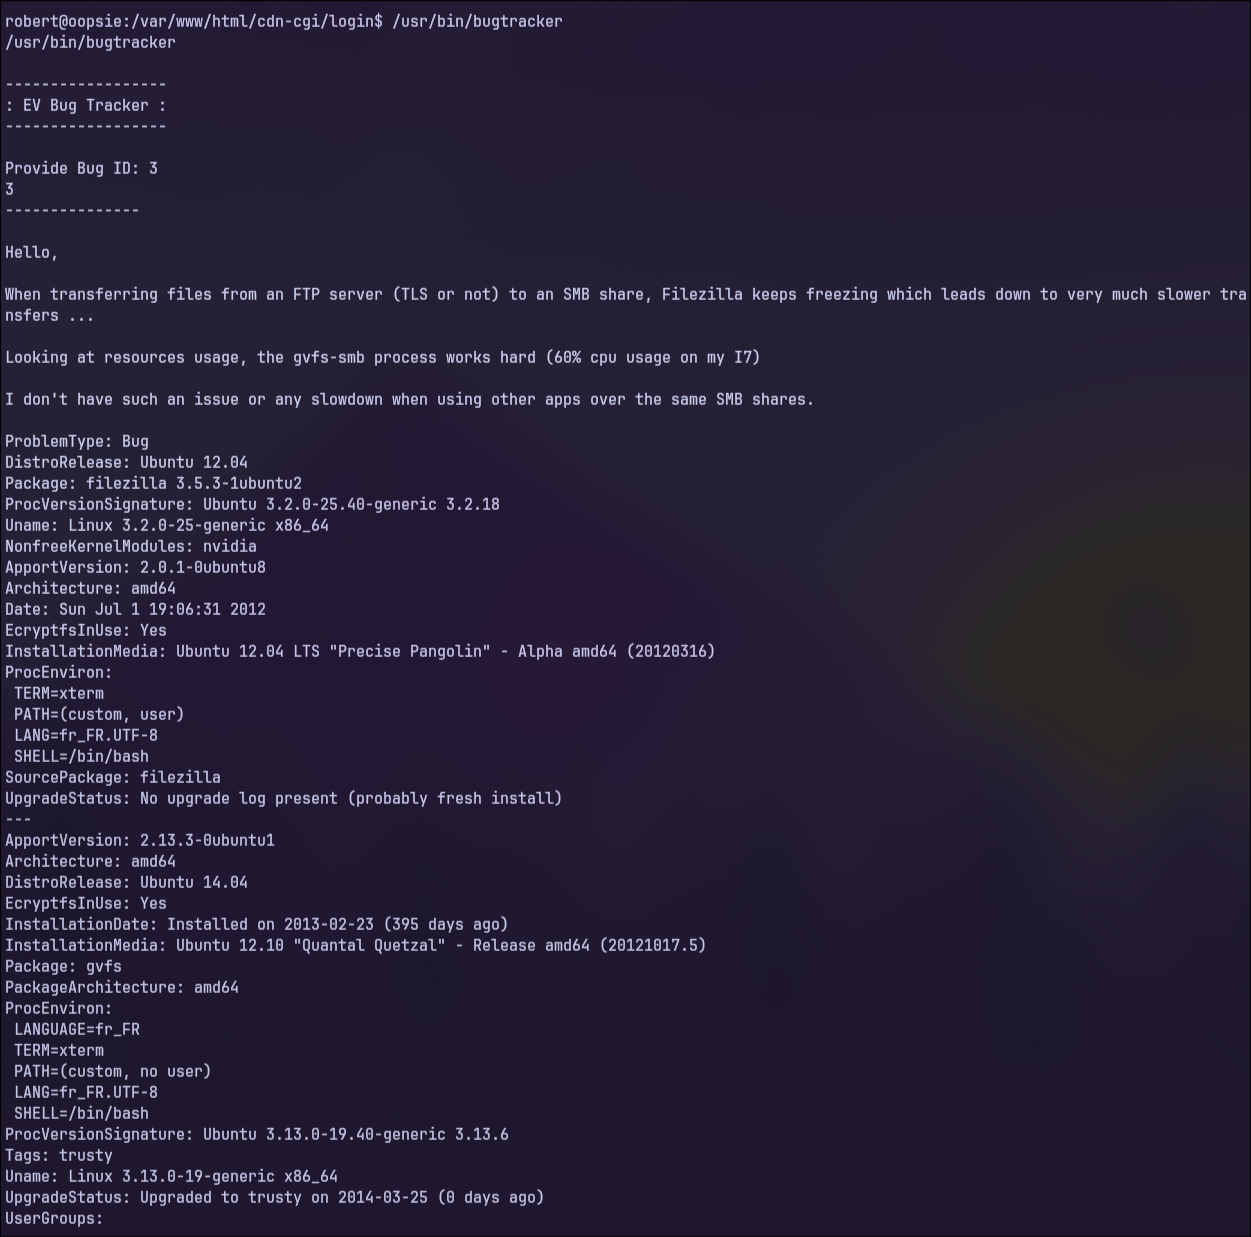 robert@oopsie:/var/www/html/cdn-cgi/login$ /usr/bin/bugtracker
/usr/bin/bugtracker

------------------
: EV Bug Tracker :
------------------

Provide Bug ID: 3
3
---------------

Hello,

When transferring files from an FTP server (TLS or not) to an SMB share, Filezilla keeps freezing which leads down to very much slower tra
nsfers ...

Looking at resources usage, the gvfs-smb process works hard (60% cpu usage on my I7)

I don't have such an issue or any slowdown when using other apps over the same SMB shares.

ProblemType: Bug
DistroRelease: Ubuntu 12.04
Package: filezilla 3.5.3-1ubuntu2
ProcVersionSignature: Ubuntu 3.2.0-25.40-generic 3.2.18
Uname: Linux 3.2.0-25-generic x86_64
NonfreeKernelModules: nvidia
ApportVersion: 2.0.1-0ubuntu8
Architecture: amd64
Date: Sun Jul 1 19:06:31 2012
EcryptfsInUse: Yes
InstallationMedia: Ubuntu 12.04 LTS "Precise Pangolin" - Alpha amd64 (20120316)
ProcEnviron:
 TERM=xterm
 PATH=(custom, user)
 LANG=fr_FR.UTF-8
 SHELL=/bin/bash
SourcePackage: filezilla
UpgradeStatus: No upgrade log present (probably fresh install)
---
ApportVersion: 2.13.3-0ubuntu1
Architecture: amd64
DistroRelease: Ubuntu 14.04
EcryptfsInUse: Yes
InstallationDate: Installed on 2013-02-23 (395 days ago)
InstallationMedia: Ubuntu 12.10 "Quantal Quetzal" - Release amd64 (20121017.5)
Package: gvfs
PackageArchitecture: amd64
ProcEnviron:
 LANGUAGE=fr_FR
 TERM=xterm
 PATH=(custom, no user)
 LANG=fr_FR.UTF-8
 SHELL=/bin/bash
ProcVersionSignature: Ubuntu 3.13.0-19.40-generic 3.13.6
Tags: trusty
Uname: Linux 3.13.0-19-generic x86_64
UpgradeStatus: Upgraded to trusty on 2014-03-25 (0 days ago)
UserGroups: